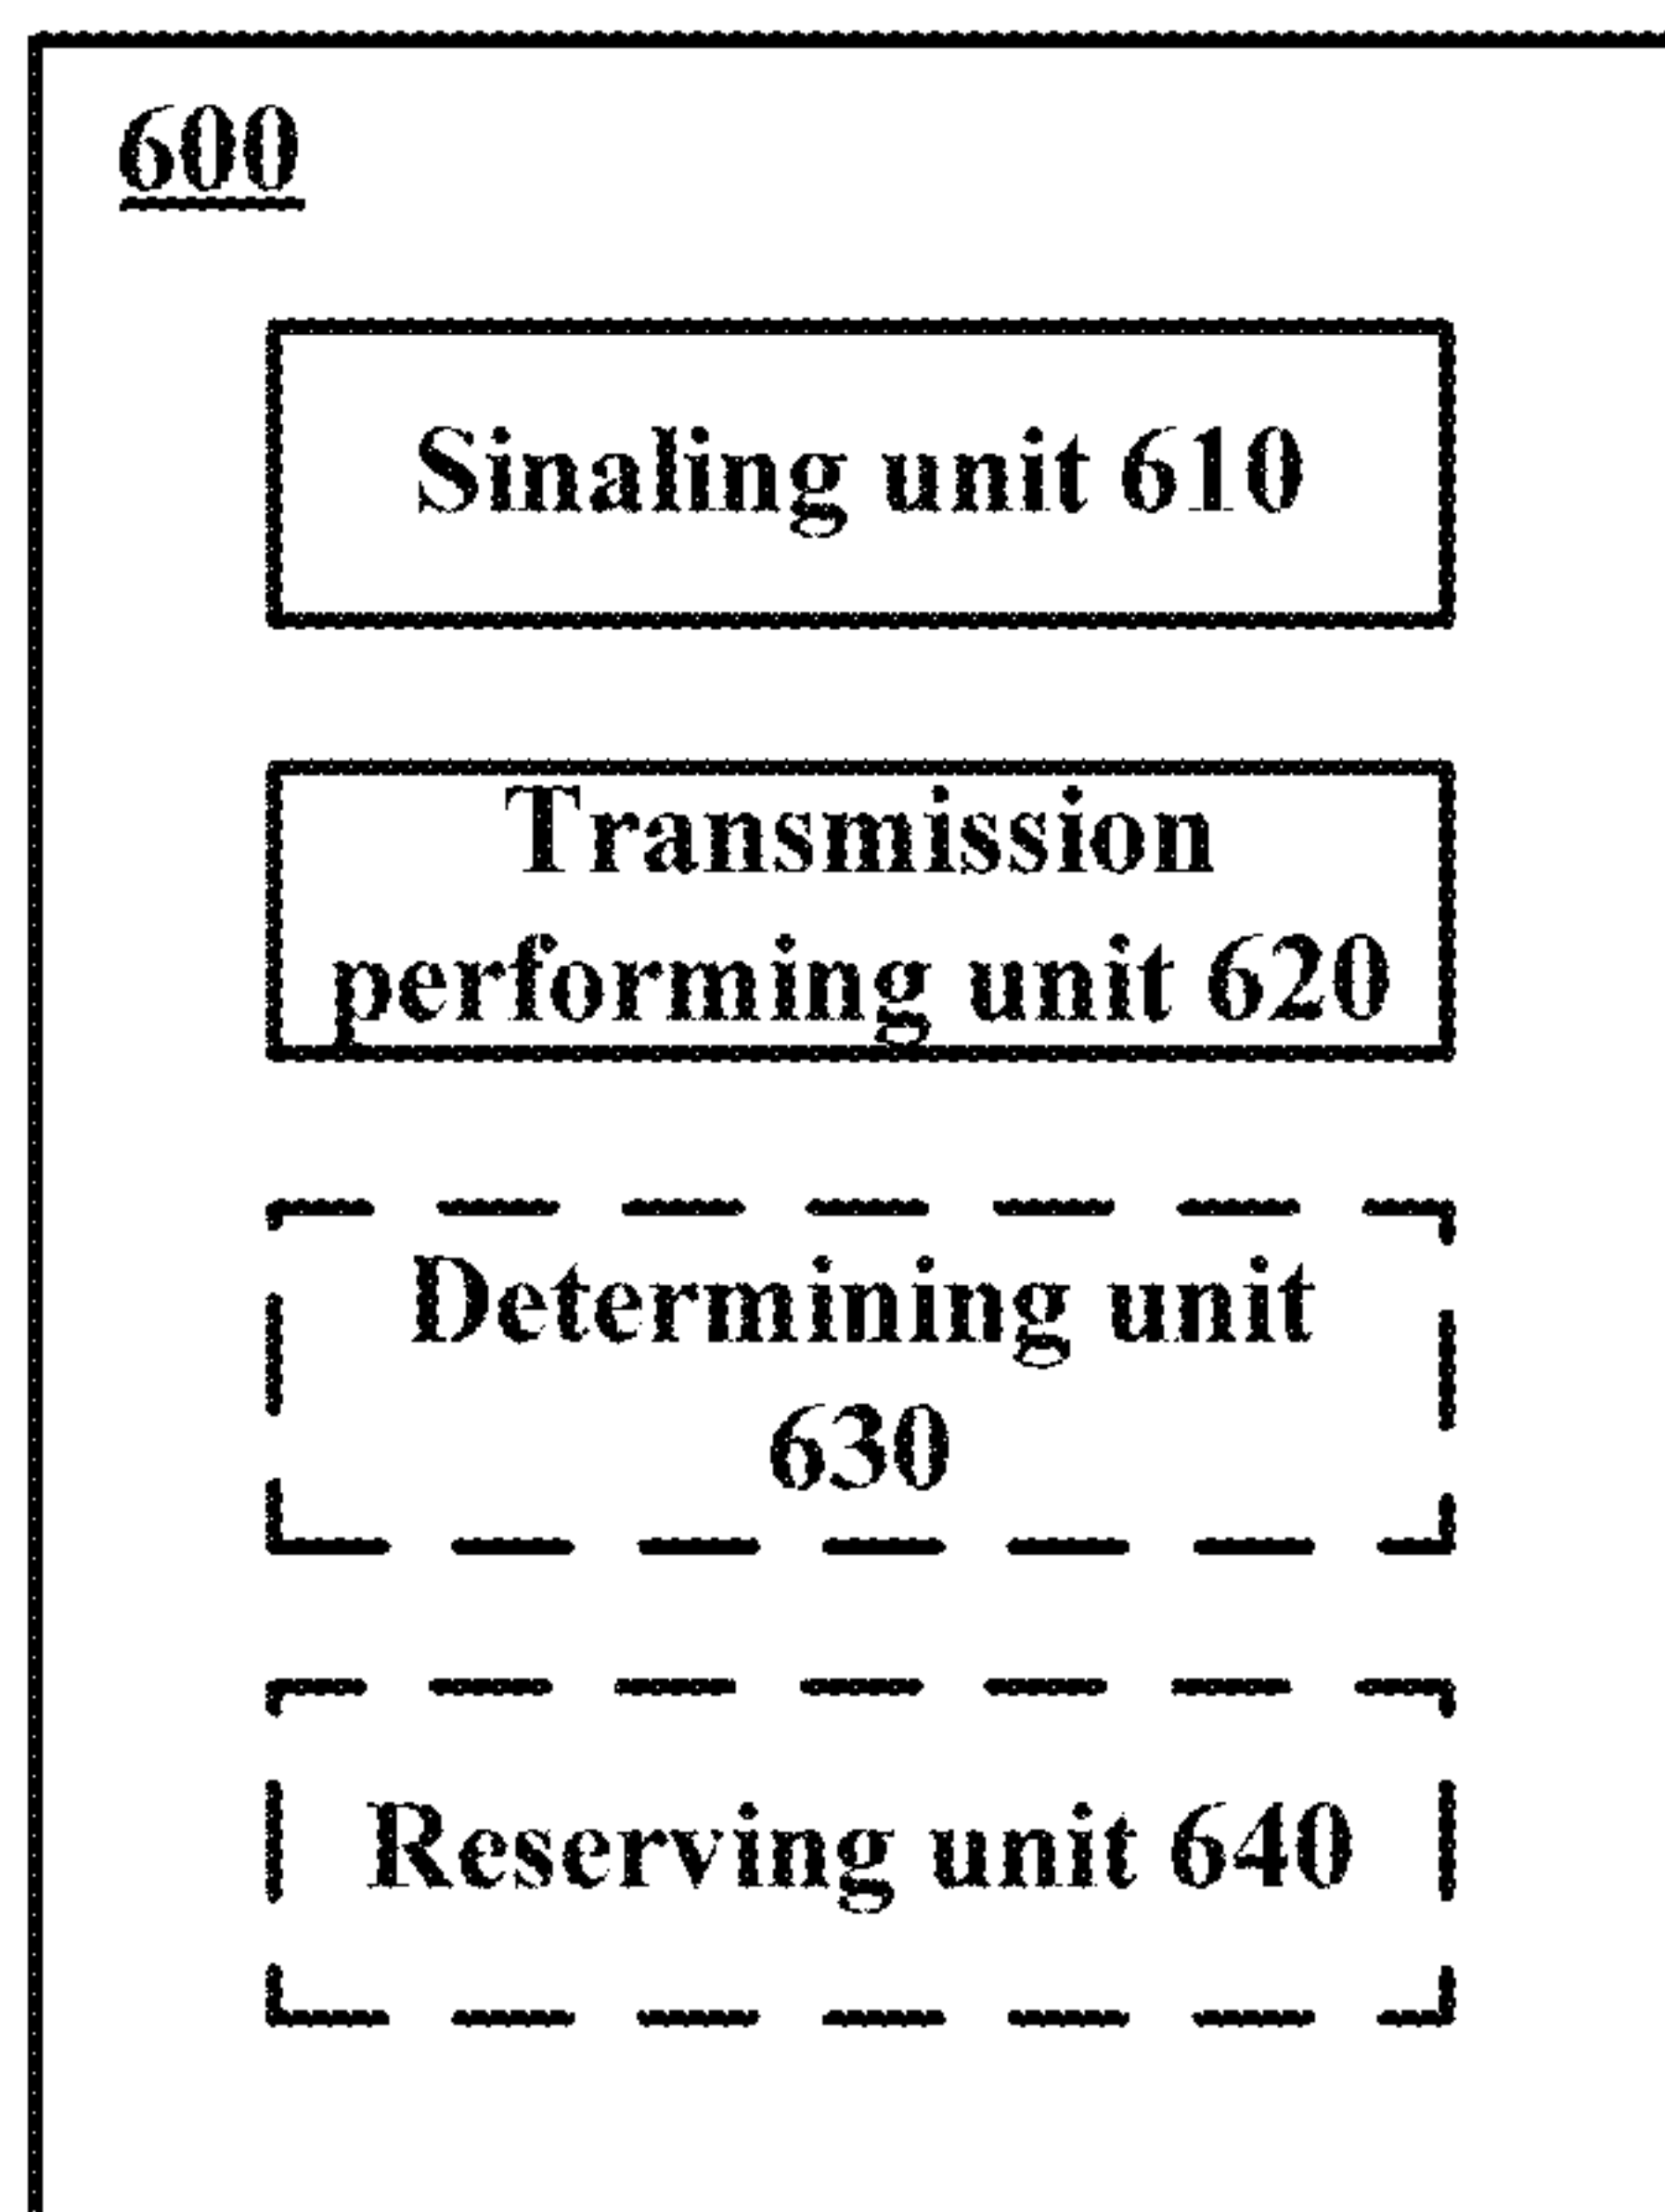 600
Sinaling unit 610
Transmission
performing unit 620
Determining unit
630
Reserving unit 640